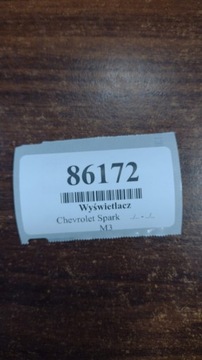 86172
Wyświetlacz
Chevrolet Spark
M3